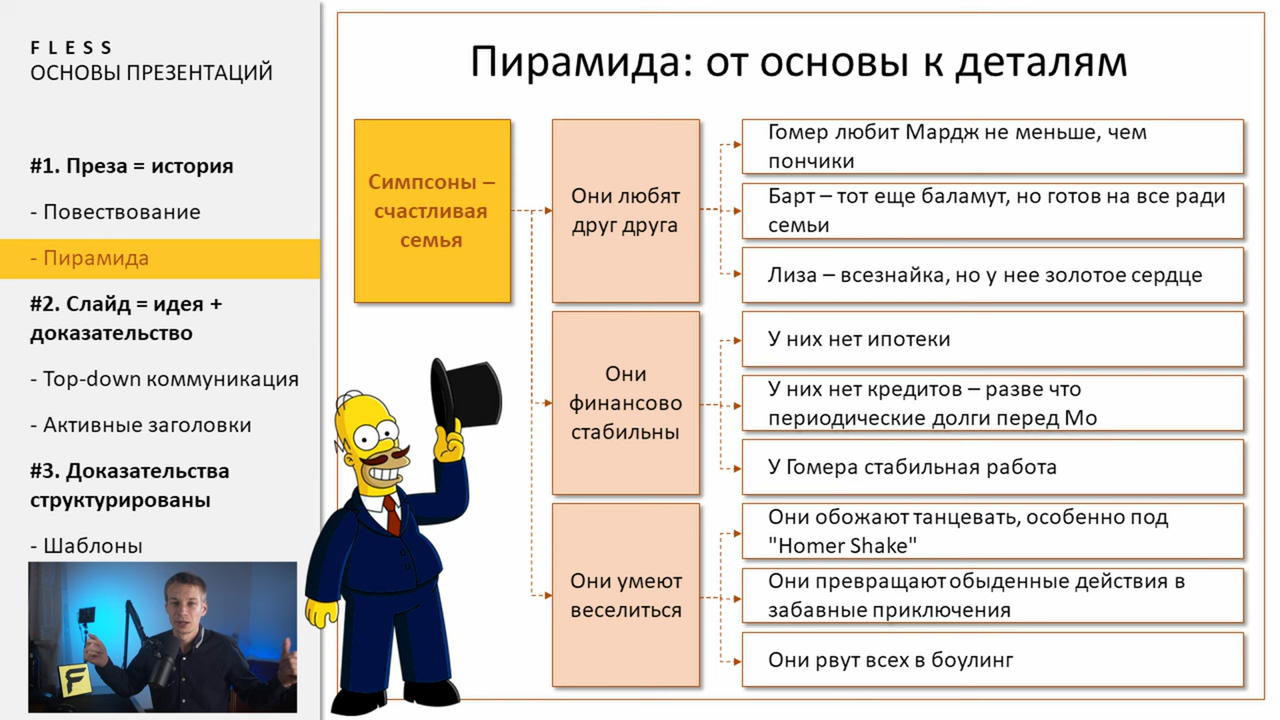 FLESS
ОСНОВЫ ПРЕЗЕНТАЦИЙ
#1. Преза = история
- Повествование
- Пирамида
#2. Слайд = идея +
доказательство
- Top-down коммуникация
- Активные заголовки
#3. Доказательства
структурированы
- Шаблоны
F
Пирамида: от основы к деталям
Симпсоны –
счастливая
семья
Они любят
друг друга
Гомер любит Мардж не меньше, чем
пончики
Барт – тот еще баламут, но готов на все ради
семьи
Лиза – всезнайка, но у нее золотое сердце
Они
финансово
стабильны
У них нет ипотеки
У них нет кредитов – разве что
периодические долги перед Мо
У Гомера стабильная работа
Они умеют
веселиться
Они обожают танцевать, особенно под
"Homer Shake"
Они превращают обыденные действия в
забавные приключения
Они рвут всех в боулинг